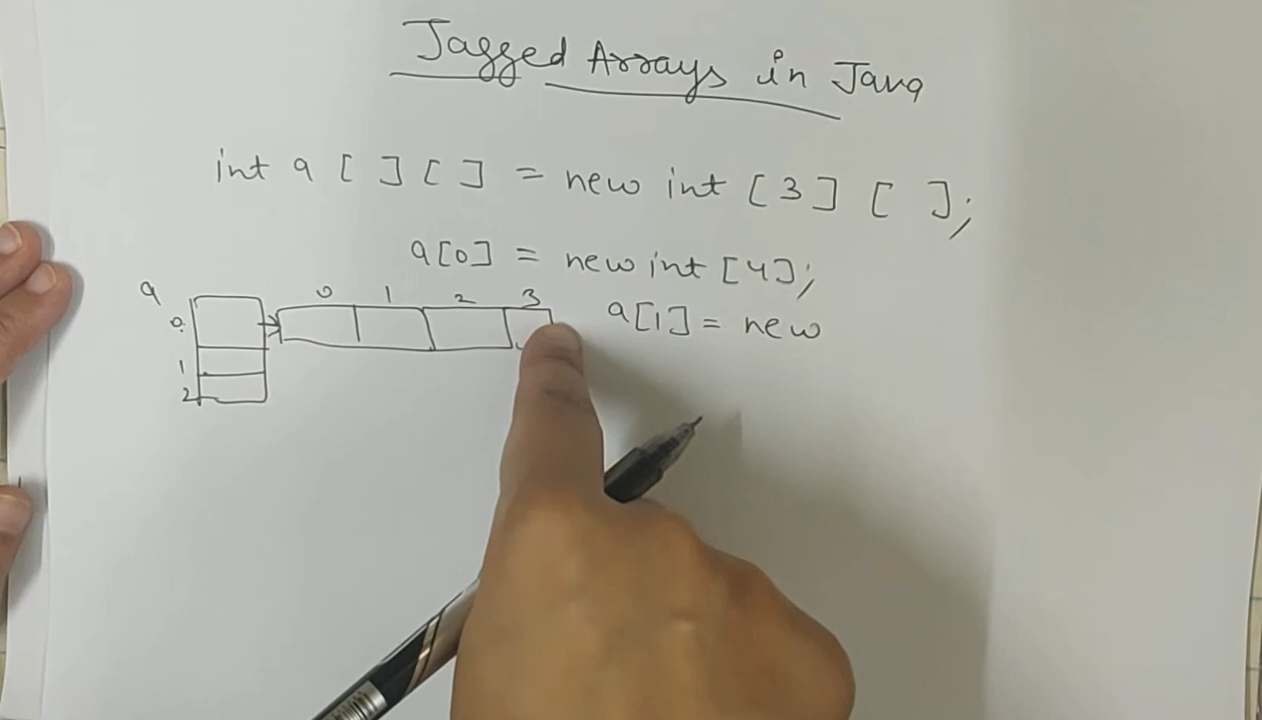 Jagged Arrays in Java
int a [ ] [ ] = new int [ 3 ] [ ];
a[0] = new int [4];
a[1] = new
a
0 1 2 3
0
1
2